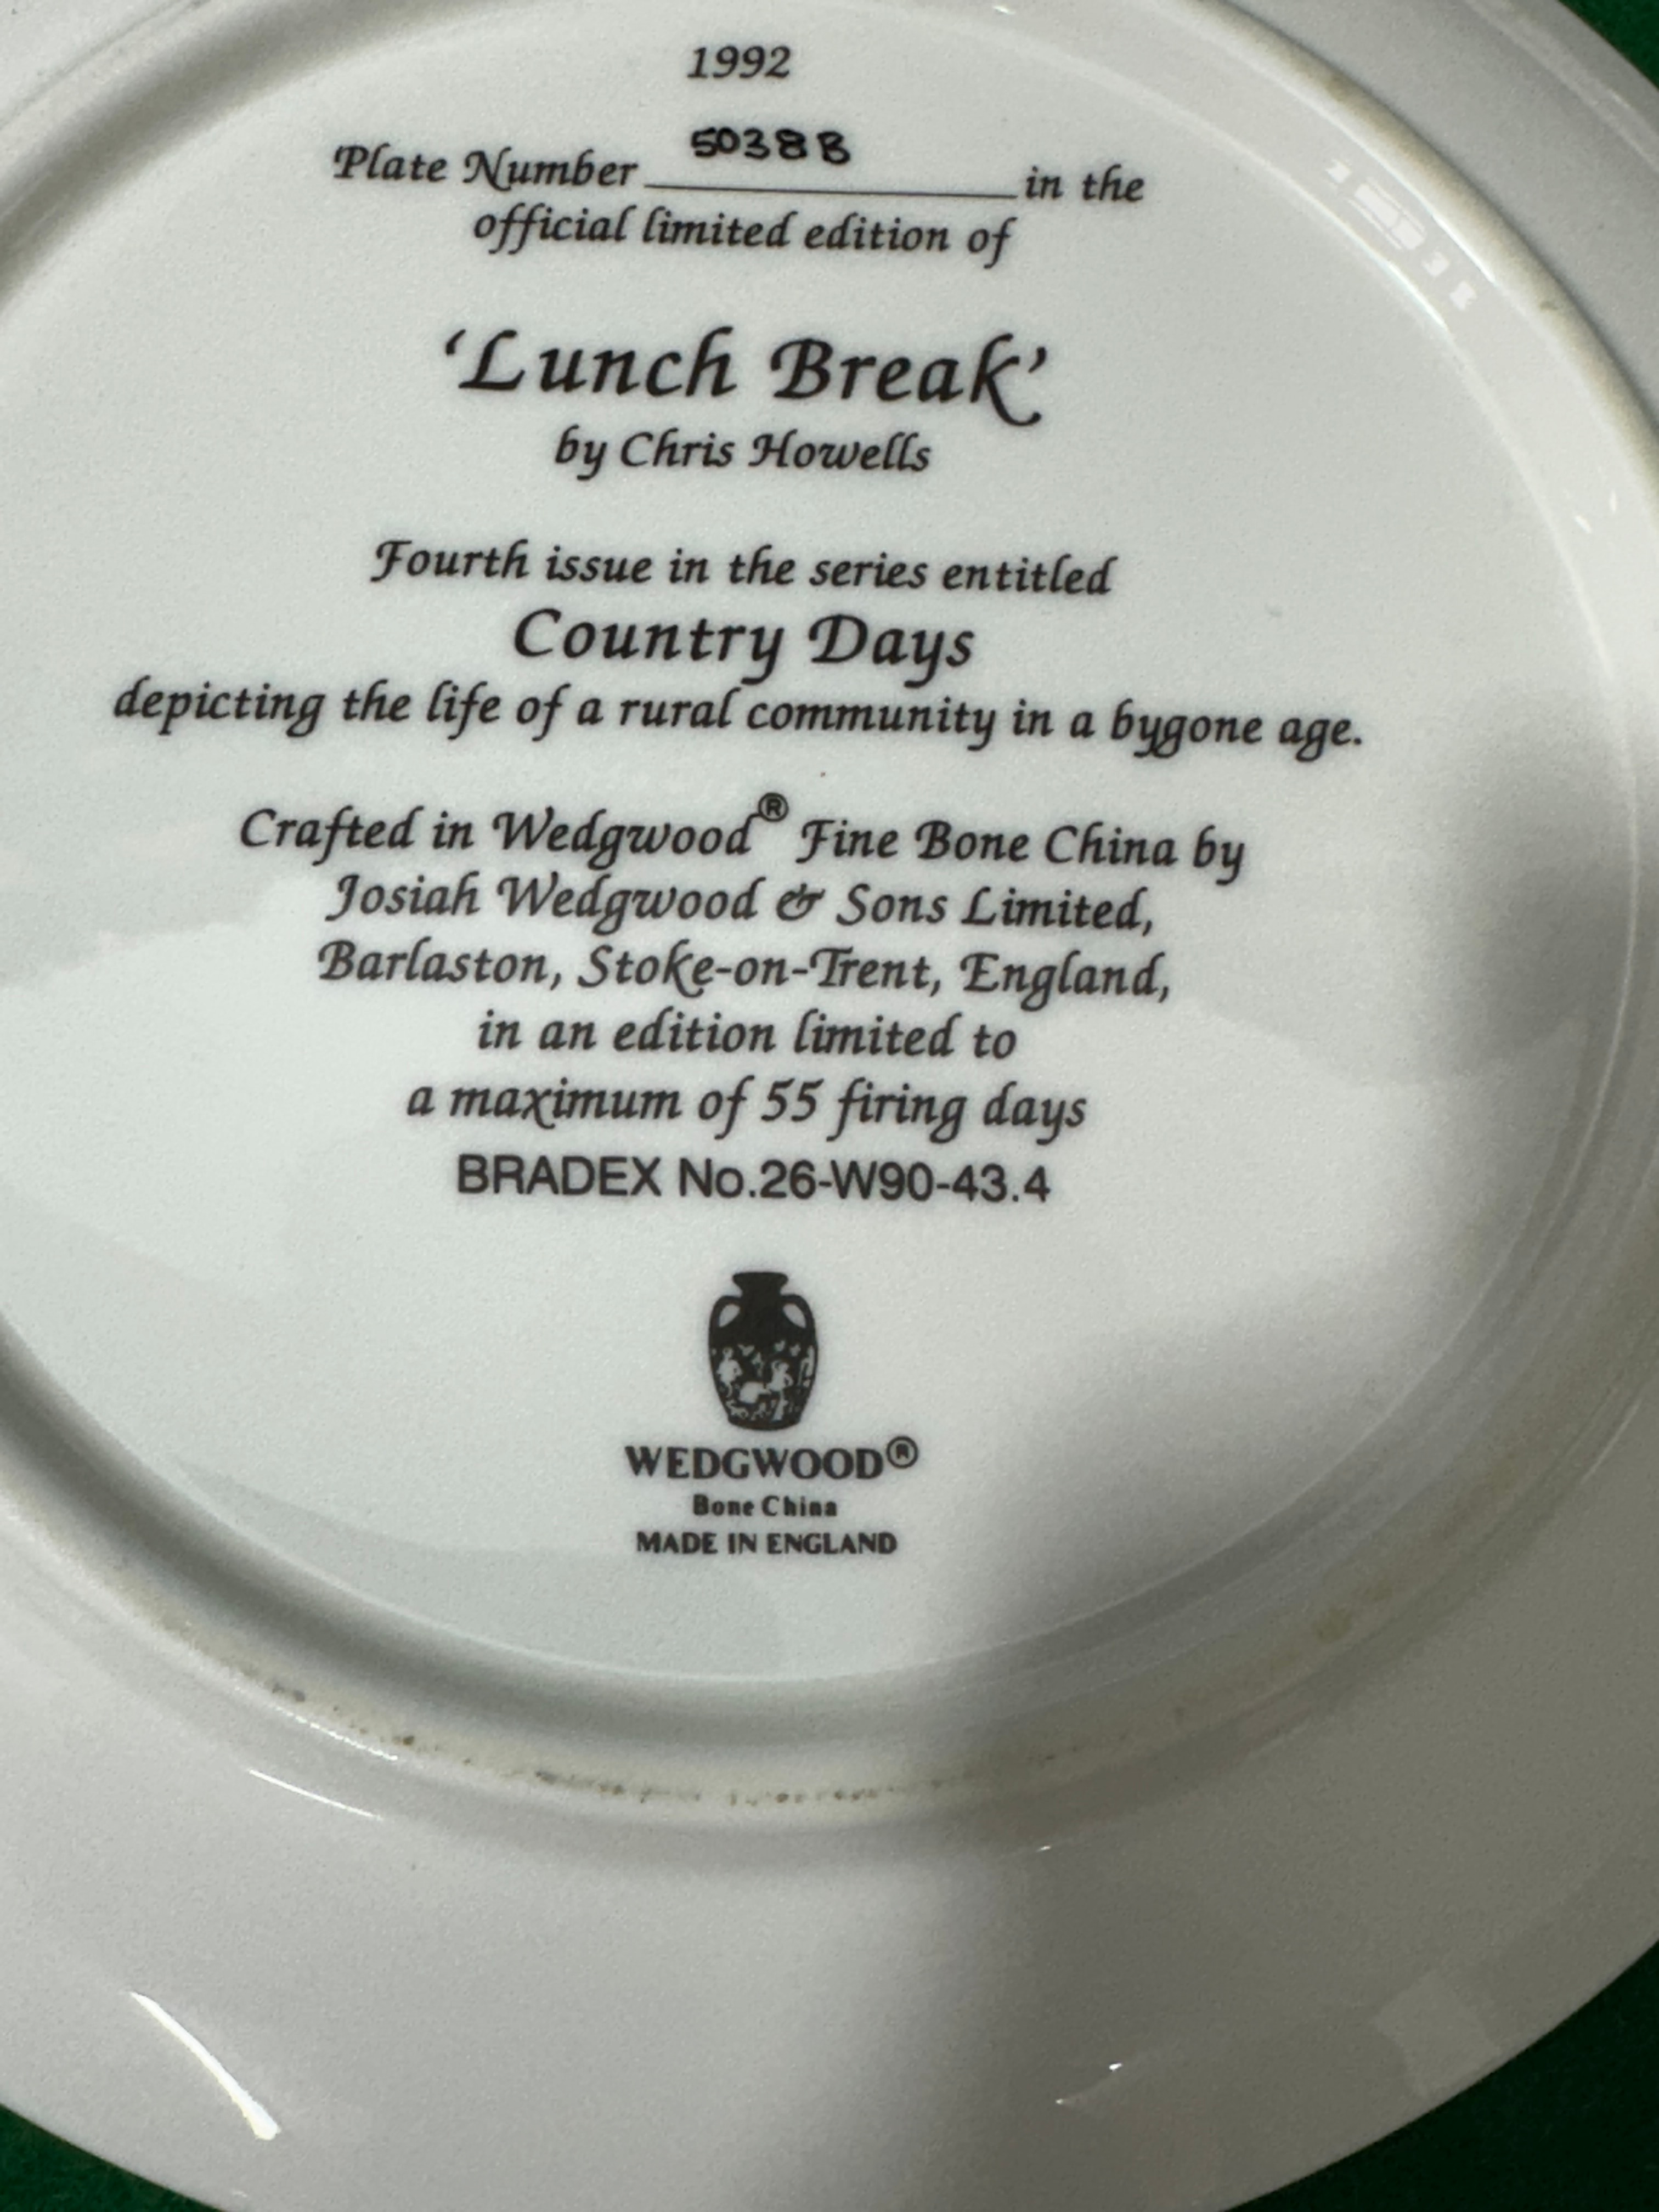 1992
Plate Number 5038B in the
official limited edition of
‘Lunch Break’
by Chris Howells
Fourth issue in the series entitled
Country Days
depicting the life of a rural community in a bygone age.
Crafted in Wedgwood® Fine Bone China by
Josiah Wedgwood & Sons Limited,
Barlaston, Stoke-on-Trent, England,
in an edition limited to
a maximum of 55 firing days
BRADEX No.26-W90-43.4
WEDGWOOD®
Bone China
MADE IN ENGLAND